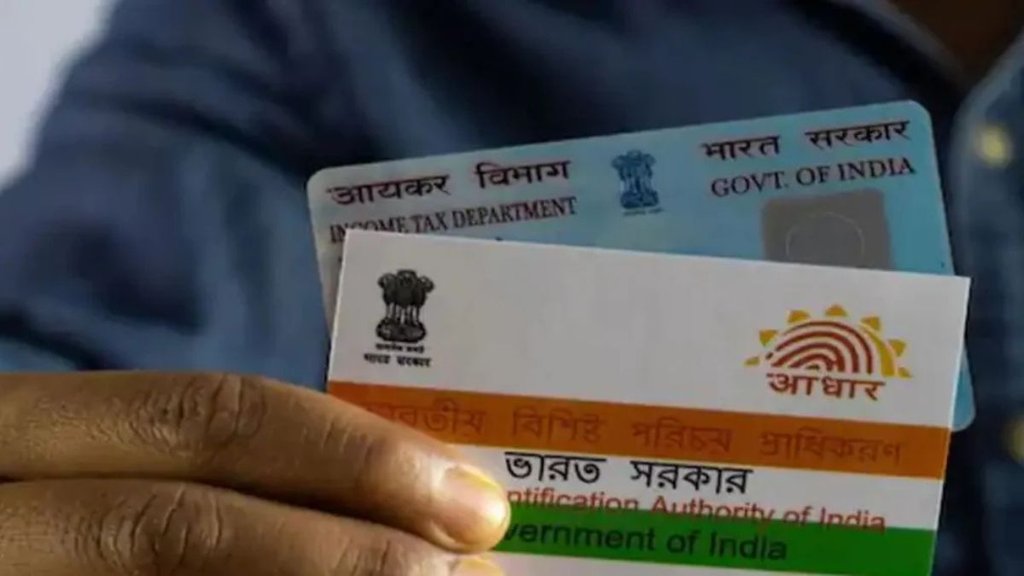 आयकर विभाग भारत सरकार
INCOME TAX DEPARTMENT GOVT. OF INDIA
भारत सरकार
आधार
ভারতীয় বিশিষ্ট পরিচয় প্রাধিকরণ
ভারত সরকার
ntification Authority of India
vernment of India